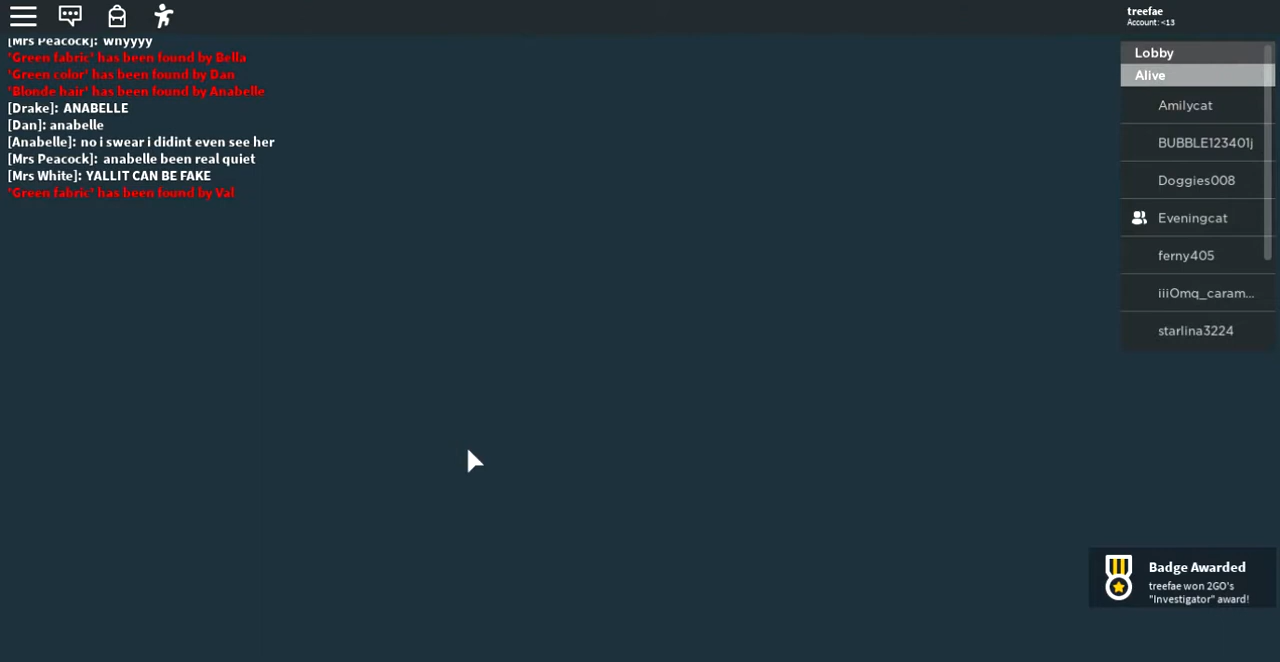 treefae
Account: <13
[Mrs Peacock]: whyyyy
'Green fabric' has been found by Bella
'Green color' has been found by Dan
'Blonde hair' has been found by Anabelle
[Drake]: ANABELLE
[Dan]: anabelle
[Anabelle]: no i swear i didint even see her
[Mrs Peacock]: anabelle been real quiet
[Mrs White]: YALLIT CAN BE FAKE
'Green fabric' has been found by Val
Lobby
Alive
Amilycat
BUBBLE123401j
Doggies008
Eveningcat
ferny405
iiiOmq_caram...
starlina3224
Badge Awarded
treefae won 2GO's
"Investigator" award!